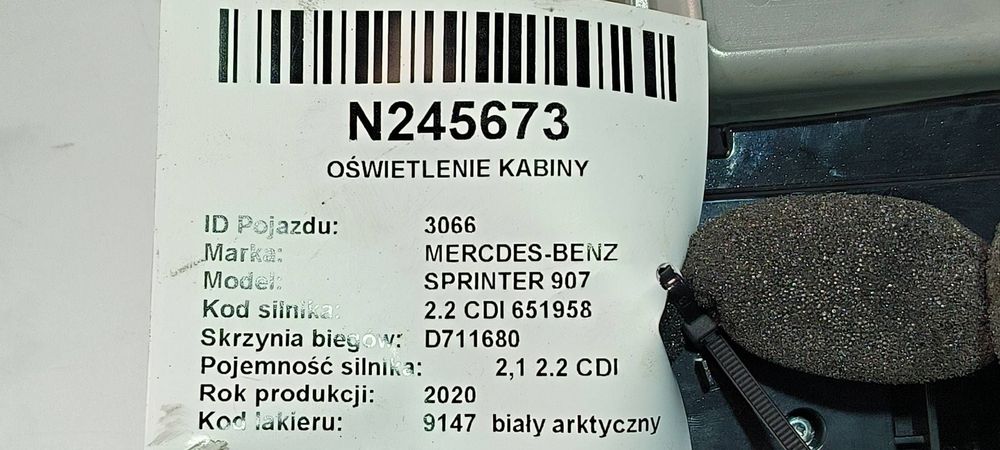 N245673
OŚWIETLENIE KABINY
ID Pojazdu: 3066
Marka: MERCDES-BENZ
Model: SPRINTER 907
Kod silnika: 2.2 CDI 651958
Skrzynia biegów: D711680
Pojemność silnika: 2,1 2.2 CDI
Rok produkcji: 2020
Kod lakieru: 9147 biały arktyczny